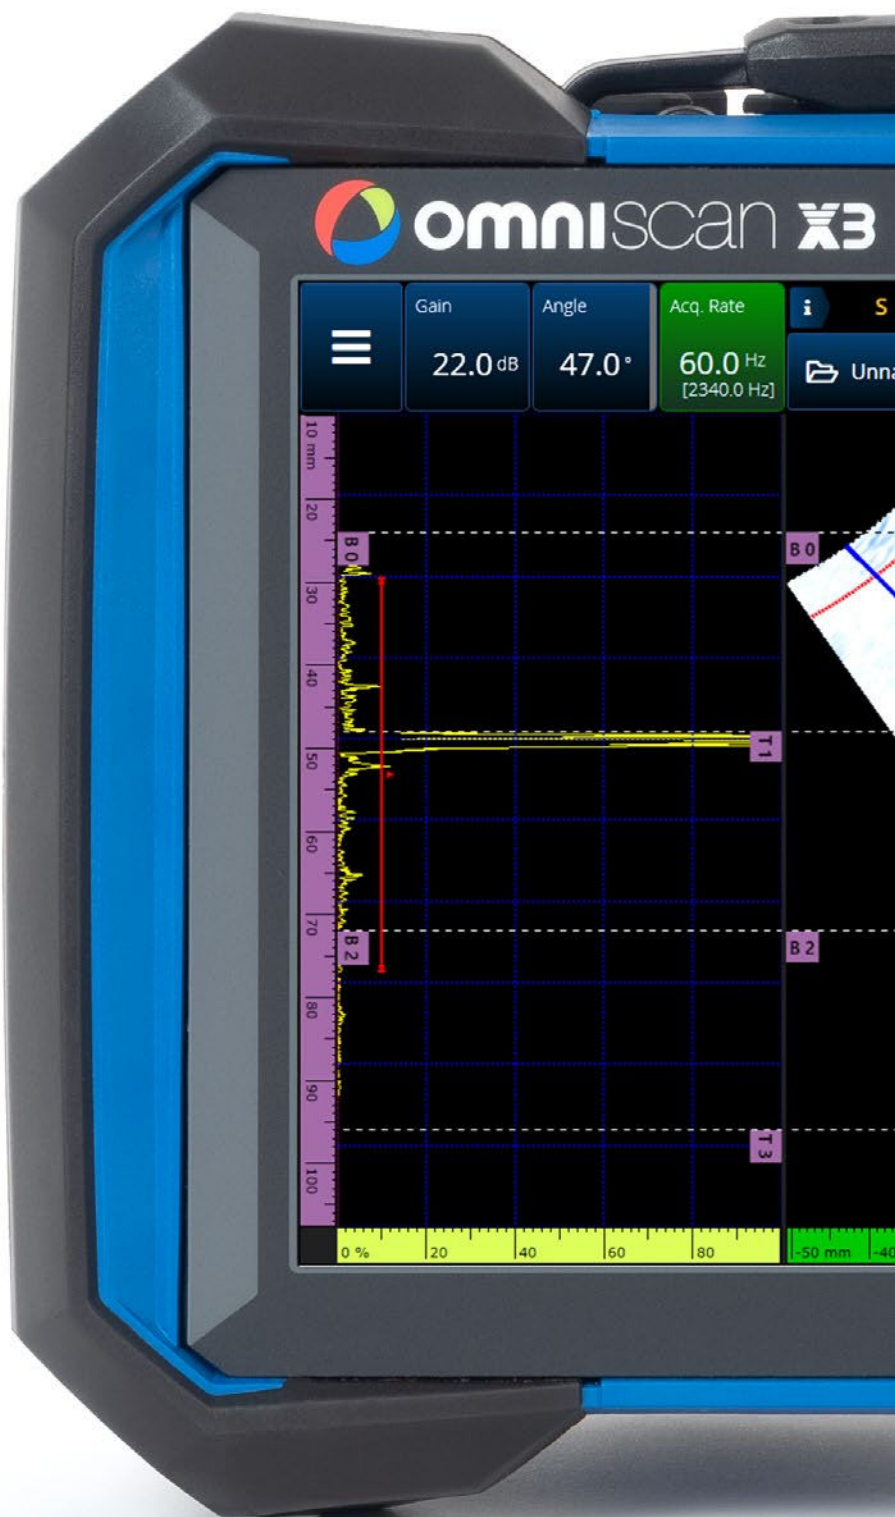 OMNISCAN X3
Gain
22.0 dB
Angle
47.0°
Acq. Rate
60.0 Hz
[2340.0 Hz]
i
S
Unna
10 mm
20
30
40
50
60
70
80
90
100
B 0
T 1
B 2
T 3
B 0
B 2
0 %
20
40
60
80
-50 mm
-40